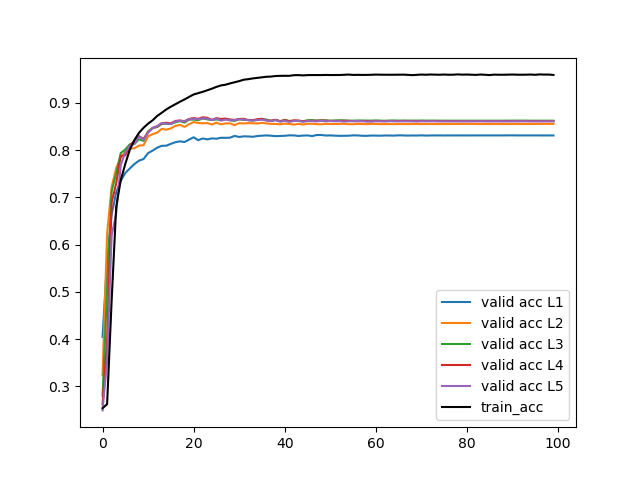 0.9
0.8
0.7
0.6
0.5
0.4
0.3
0 20 40 60 80 100
valid acc L1
valid acc L2
valid acc L3
valid acc L4
valid acc L5
train_acc